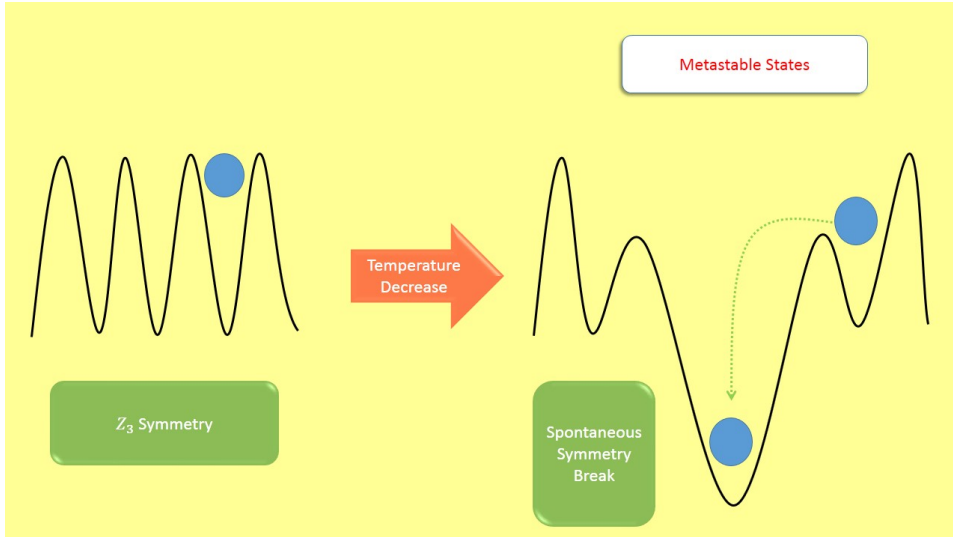 Metastable States
Temperature
Decrease
Z₃ Symmetry
Spontaneous
Symmetry
Break